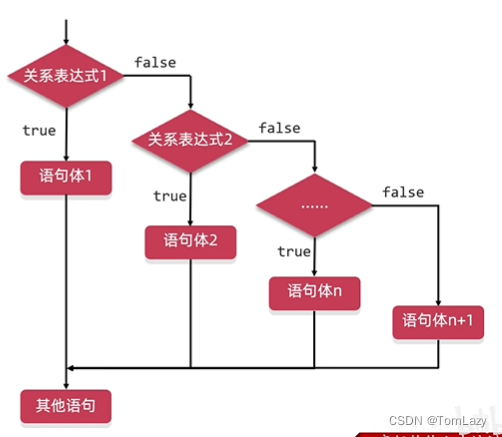 关系表达式1
false
true
关系表达式2
false
语句体1
true
......
false
语句体2
true
语句体n
语句体n+1
其他语句
CSDN @TomLazy